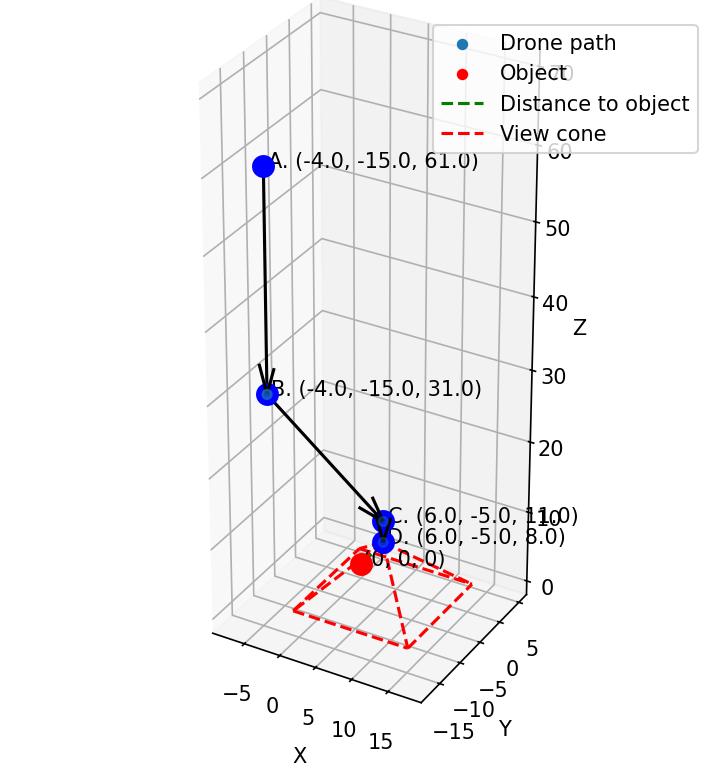 Drone path
Object
Distance to object
View cone
70
60
50
40
30
20
10
0
Z
A. (-4.0, -15.0, 61.0)
B. (-4.0, -15.0, 31.0)
C. (6.0, -5.0, 11.0)
D. (6.0, -5.0, 8.0)
(0, 0, 0)
−5
0
5
10
15
X
5
0
−5
−10
−15
Y